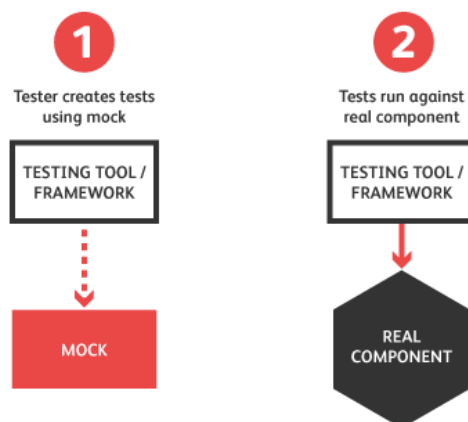 1
Tester creates tests
using mock
TESTING TOOL /
FRAMEWORK
MOCK
2
Tests run against
real component
TESTING TOOL /
FRAMEWORK
REAL
COMPONENT